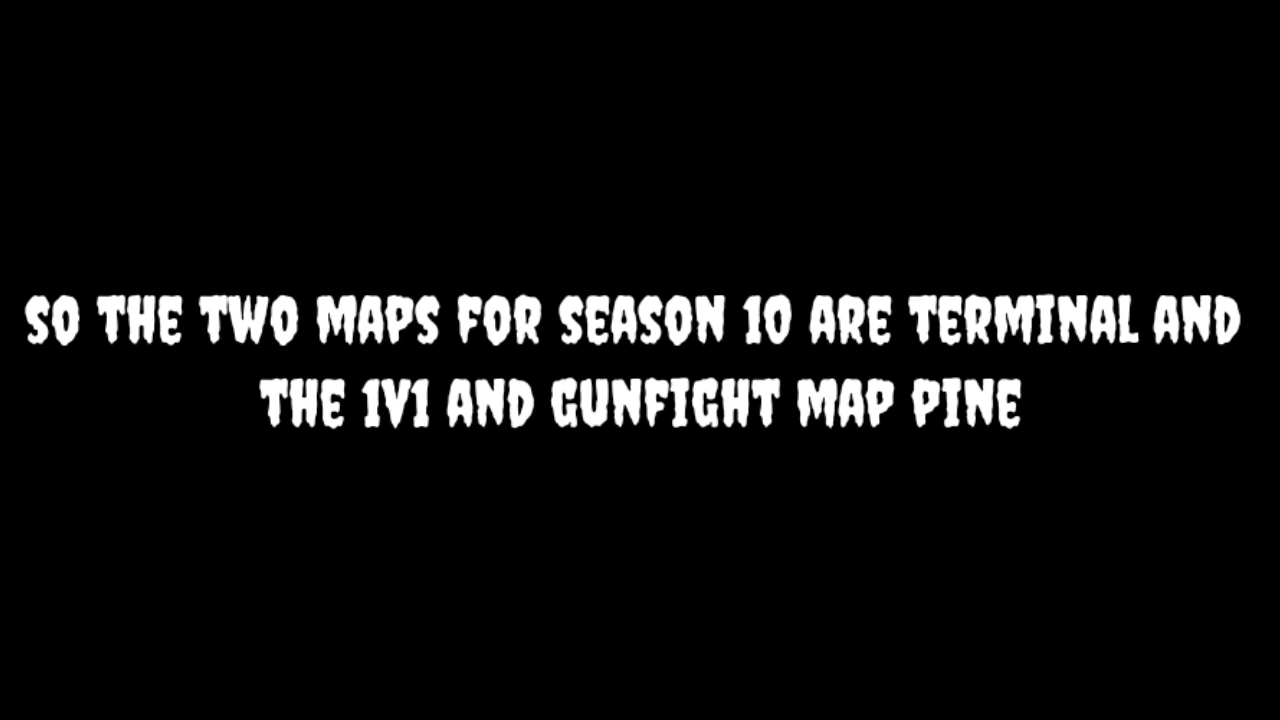 SO THE TWO MAPS FOR SEASON 10 ARE TERMINAL AND
THE 1V1 AND GUNFIGHT MAP PINE